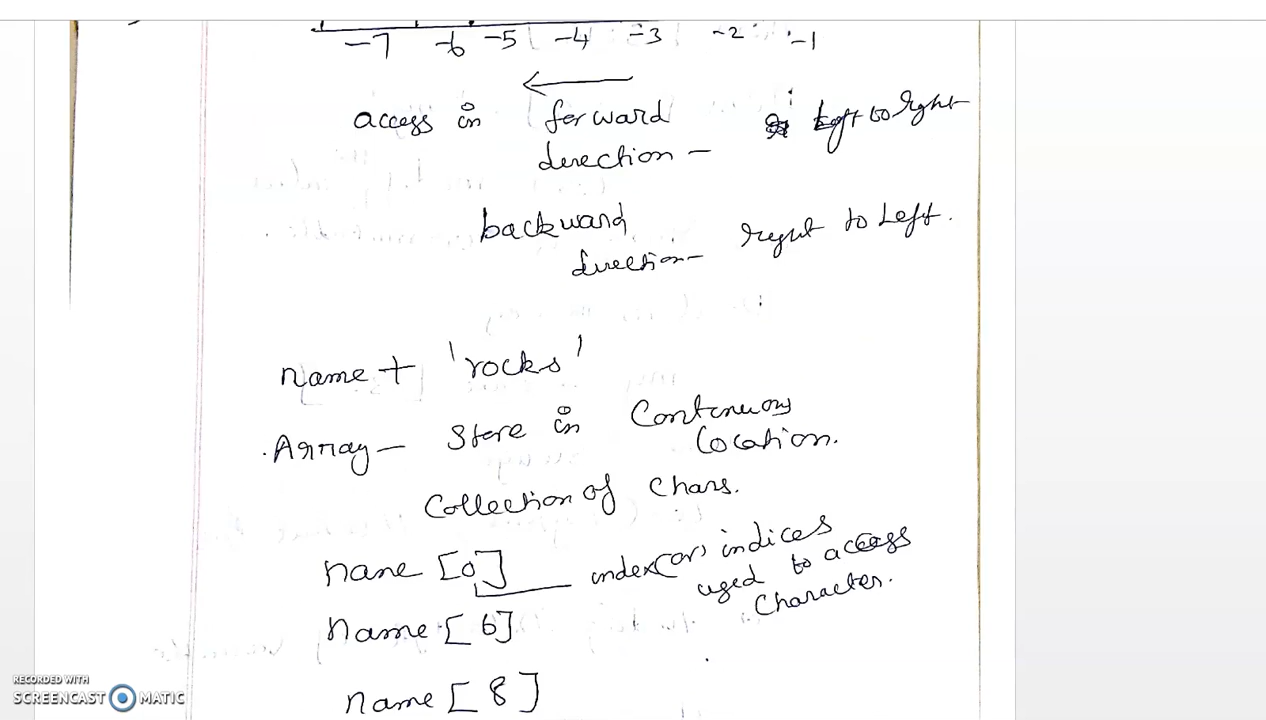 -7 -6 -5 -4 -3 -2 -1
access in forward left to right
direction -
backward right to Left.
direction -
name + 'rocks'
.Array - Store in Continuous
location.
Collection of chars.
name [0] index (or) indices
used to access
Character.
name [6]
name [8]
RECORDED WITH
SCREENCAST MATIC